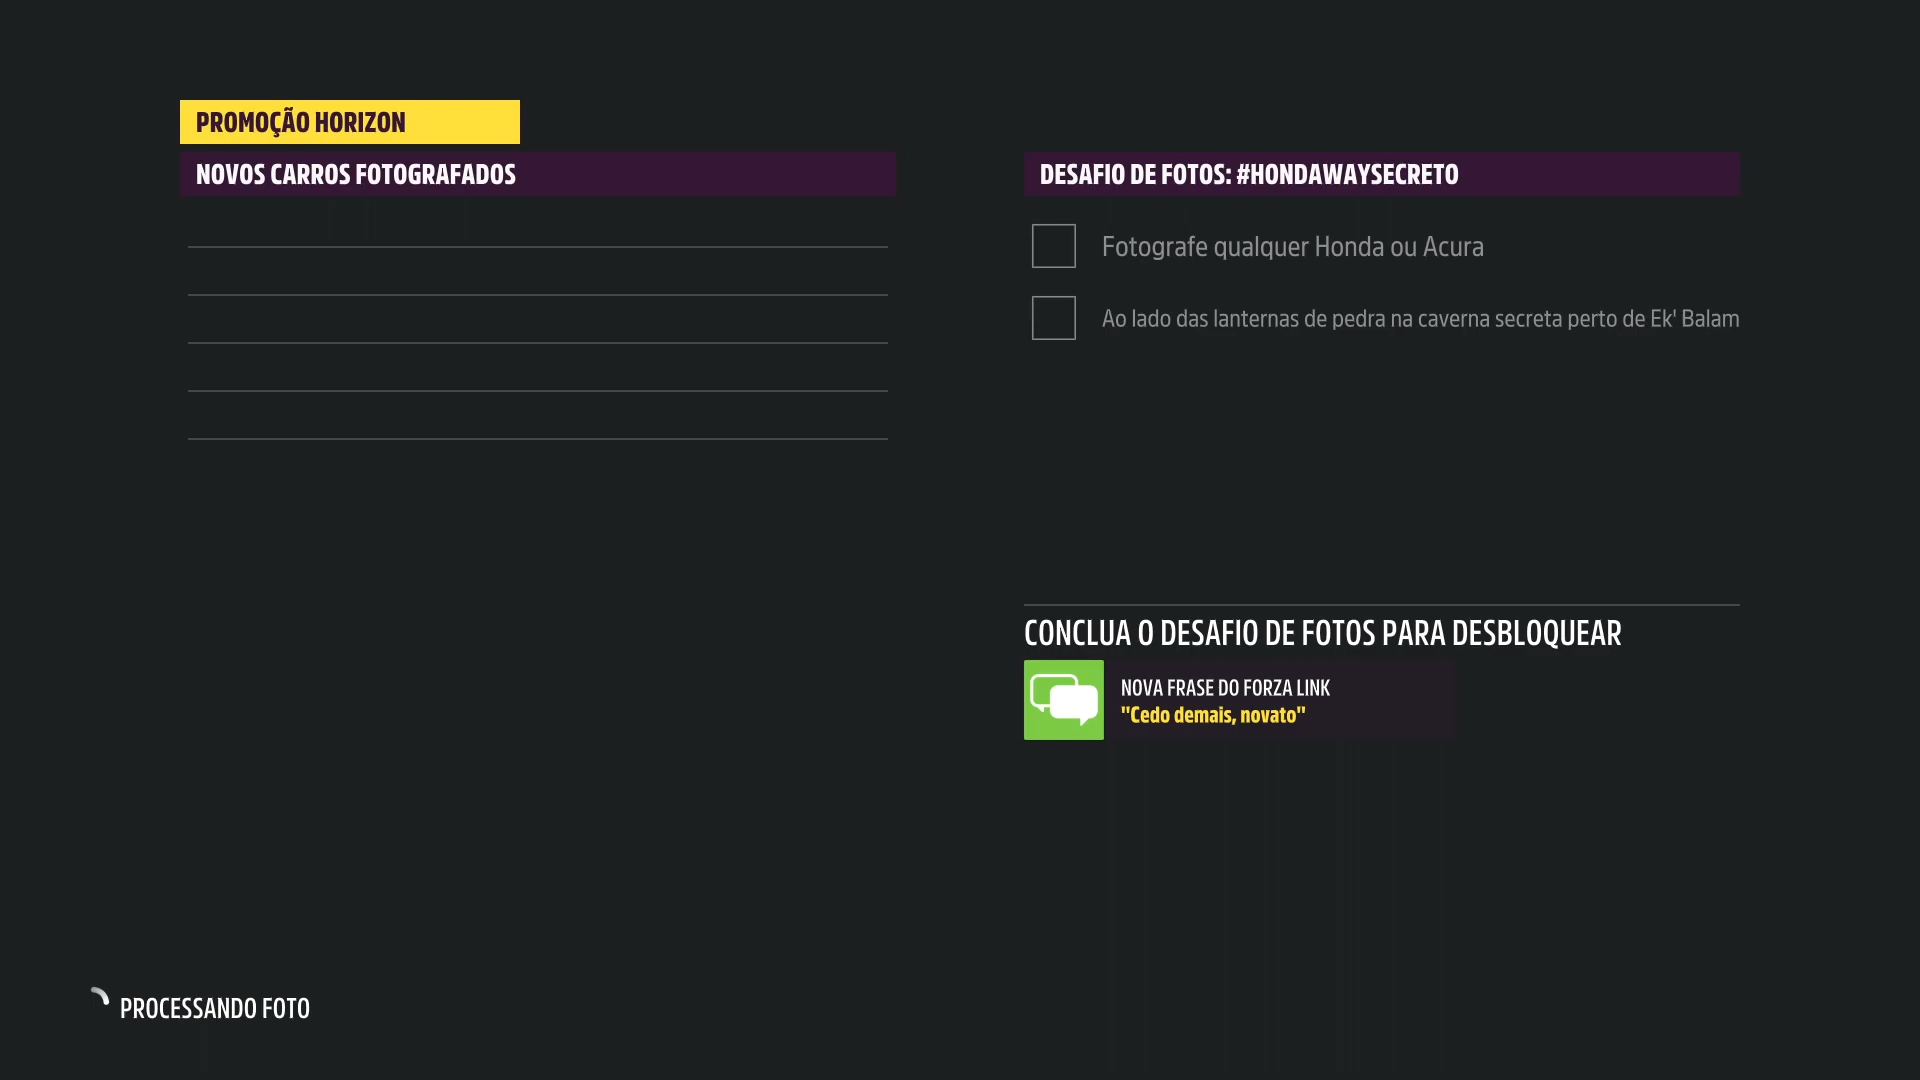 PROMOÇÃO HORIZON
NOVOS CARROS FOTOGRAFADOS
DESAFIO DE FOTOS: #HONDAWAYSECRETO
Fotografe qualquer Honda ou Acura
Ao lado das lanternas de pedra na caverna secreta perto de Ek' Balam
CONCLUA O DESAFIO DE FOTOS PARA DESBLOQUEAR
NOVA FRASE DO FORZA LINK
"Cedo demais, novato"
PROCESSANDO FOTO